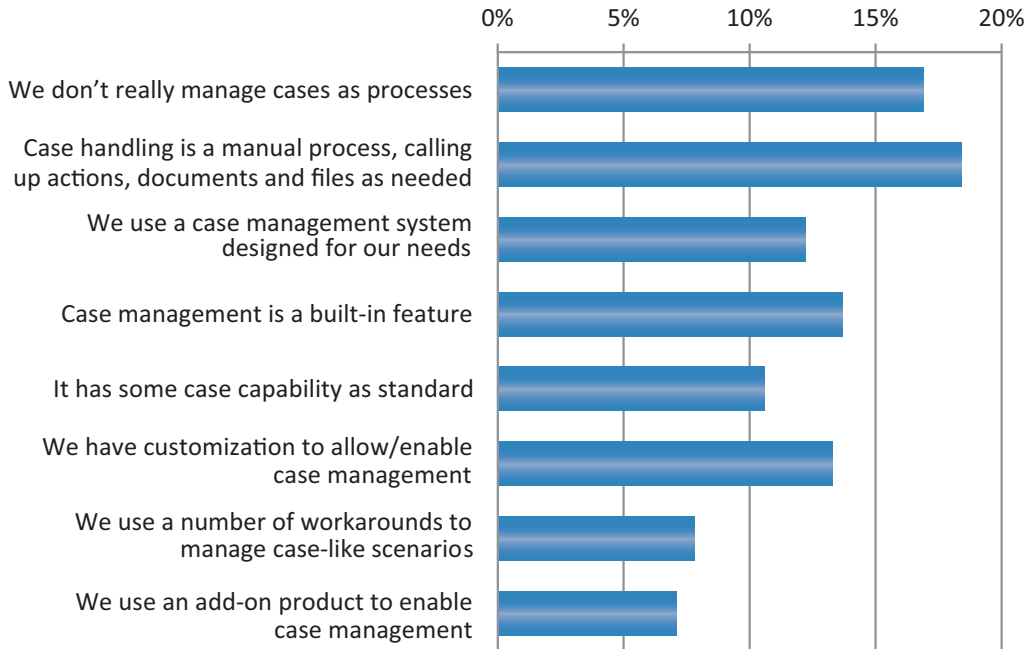 0% 5% 10% 15% 20%
We don’t really manage cases as processes
Case handling is a manual process, calling
up actions, documents and files as needed
We use a case management system
designed for our needs
Case management is a built-in feature
It has some case capability as standard
We have customization to allow/enable
case management
We use a number of workarounds to
manage case-like scenarios
We use an add-on product to enable
case management